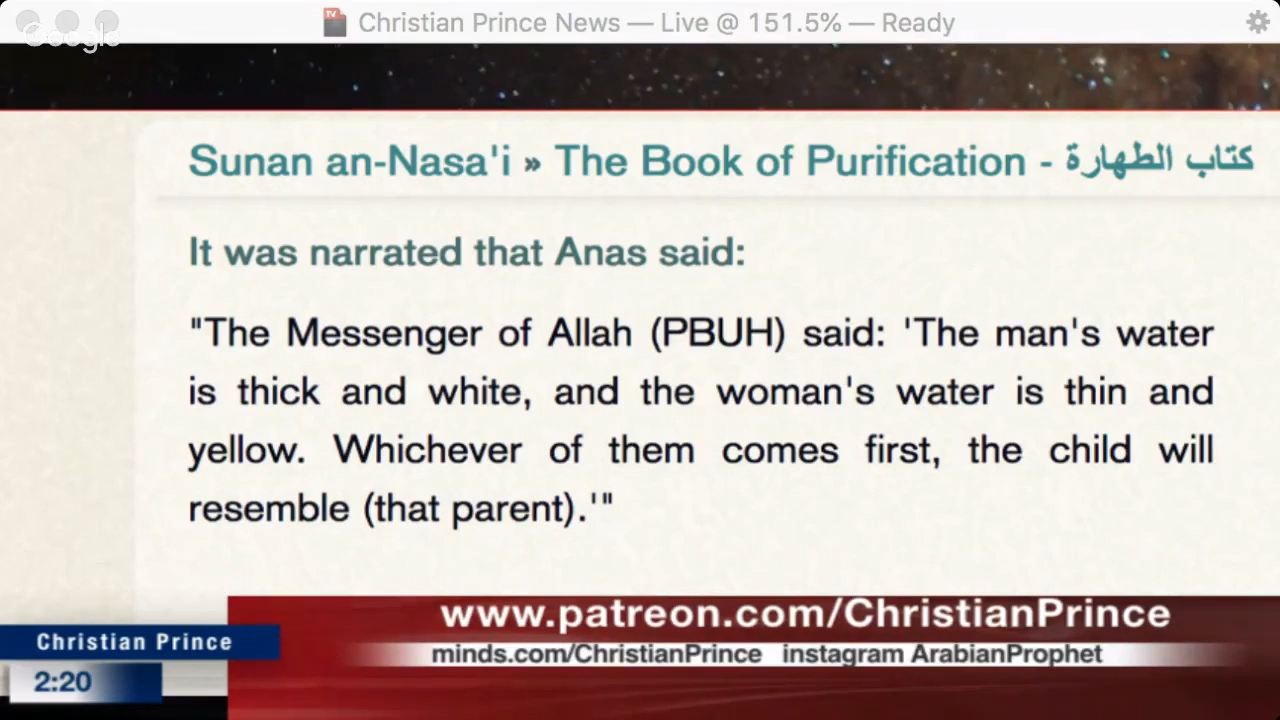 Christian Prince News — Live @ 151.5% — Ready
Google
Sunan an-Nasa'i » The Book of Purification - كتاب الطهارة
It was narrated that Anas said:
"The Messenger of Allah (PBUH) said: 'The man's water
is thick and white, and the woman's water is thin and
yellow. Whichever of them comes first, the child will
resemble (that parent).'"
www.patreon.com/ChristianPrince
Christian Prince
minds.com/ChristianPrince instagram ArabianProphet
2:20